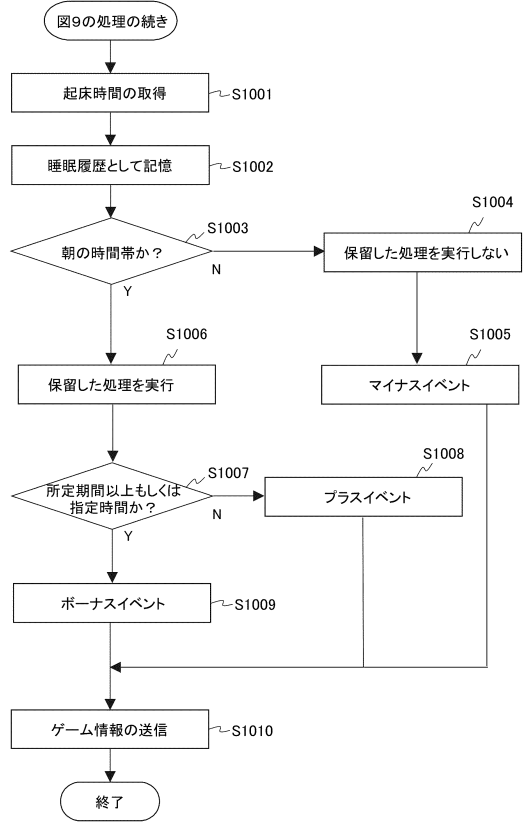 図9の処理の続き
起床時間の取得
S1001
睡眠履歴として記憶
S1002
朝の時間帯か？
S1003
N
Y
S1004
保留した処理を実行しない
S1005
マイナスイベント
S1006
保留した処理を実行
所定期間以上もしくは
指定時間か？
S1007
N
Y
S1008
プラスイベント
ボーナスイベント
S1009
ゲーム情報の送信
S1010
終了